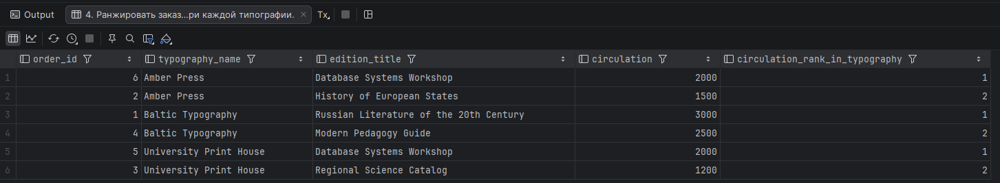 Output 4. Ранжировать заказ...ри каждой типографии. Tx
order_id typography_name edition_title circulation circulation_rank_in_typography
1 6 Amber Press Database Systems Workshop 2000 1
2 2 Amber Press History of European States 1500 2
3 1 Baltic Typography Russian Literature of the 20th Century 3000 1
4 4 Baltic Typography Modern Pedagogy Guide 2500 2
5 5 University Print House Database Systems Workshop 2000 1
6 3 University Print House Regional Science Catalog 1200 2